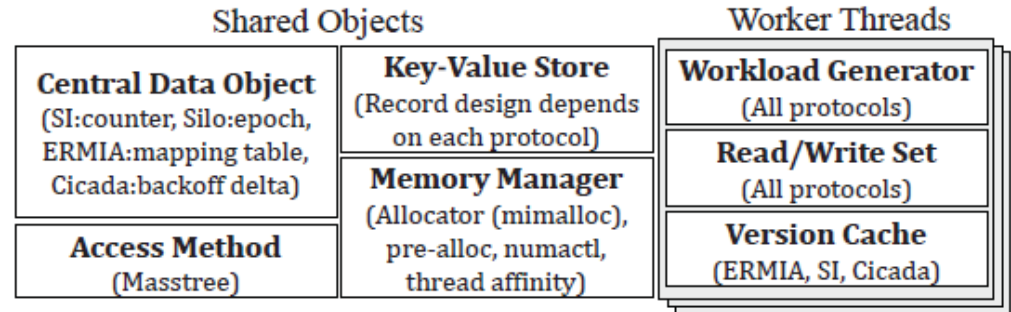 Shared Objects
Central Data Object
(SI:counter, Silo:epoch,
ERMIA:mapping table,
Cicada:backoff delta)
Access Method
(Masstree)
Key-Value Store
(Record design depends
on each protocol)
Memory Manager
(Allocator (mimalloc),
pre-alloc, numactl,
thread affinity)
Worker Threads
Workload Generator
(All protocols)
Read/Write Set
(All protocols)
Version Cache
(ERMIA, SI, Cicada)